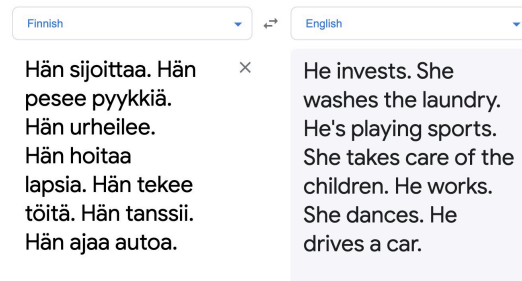 Finnish
English
Hän sijoittaa. Hän
pesee pyykkiä.
Hän urheilee.
Hän hoitaa
lapsia. Hän tekee
töitä. Hän tanssii.
Hän ajaa autoa.
He invests. She
washes the laundry.
He's playing sports.
She takes care of the
children. He works.
She dances. He
drives a car.